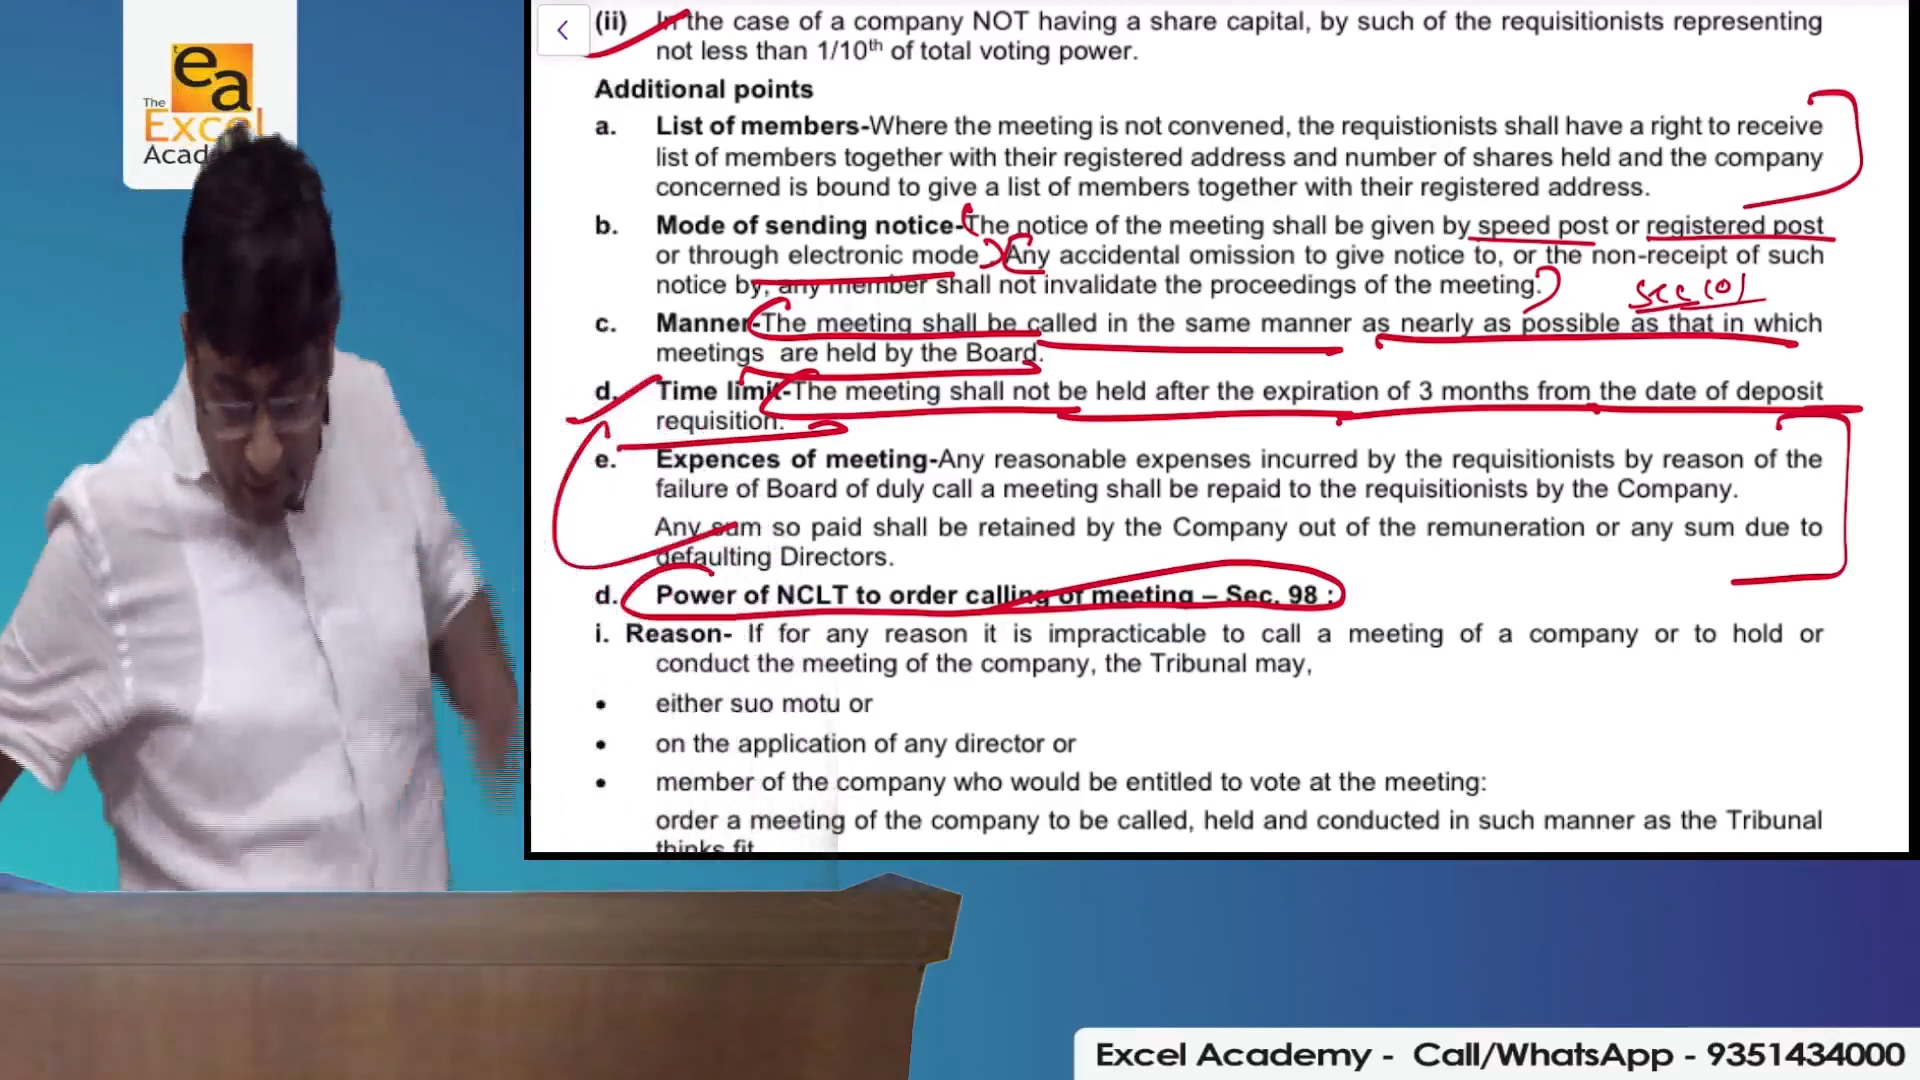 ea
The
Excel
Acad
(ii) In the case of a company NOT having a share capital, by such of the requisitionists representing
not less than 1/10th of total voting power.
Additional points
a. List of members-Where the meeting is not convened, the requistionists shall have a right to receive
list of members together with their registered address and number of shares held and the company
concerned is bound to give a list of members together with their registered address.
b. Mode of sending notice-The notice of the meeting shall be given by speed post or registered post
or through electronic mode. Any accidental omission to give notice to, or the non-receipt of such
notice by, any member shall not invalidate the proceedings of the meeting.
Sec 101
c. Manner-The meeting shall be called in the same manner as nearly as possible as that in which
meetings are held by the Board.
d. Time limit-The meeting shall not be held after the expiration of 3 months from the date of deposit
requisition.
e. Expences of meeting-Any reasonable expenses incurred by the requisitionists by reason of the
failure of Board of duly call a meeting shall be repaid to the requisitionists by the Company.
Any sum so paid shall be retained by the Company out of the remuneration or any sum due to
defaulting Directors.
d. Power of NCLT to order calling of meeting – Sec. 98 :
i. Reason- If for any reason it is impracticable to call a meeting of a company or to hold or
conduct the meeting of the company, the Tribunal may,
• either suo motu or
• on the application of any director or
• member of the company who would be entitled to vote at the meeting:
order a meeting of the company to be called, held and conducted in such manner as the Tribunal
thinks fit
Excel Academy - Call/WhatsApp - 9351434000